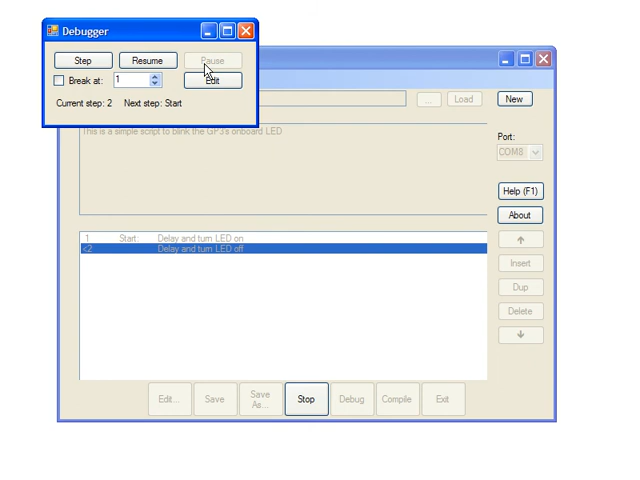 Debugger
Step Resume Pause
Break at: 1 Edit
Current step: 2 Next step: Start
... Load New
This is a simple script to blink the GP3's onboard LED
Port:
COM8
Help (F1)
About
1 Start: Delay and turn LED on
<2 Delay and turn LED off
Insert
Dup
Delete
Edit... Save Save As... Stop Debug Compile Exit